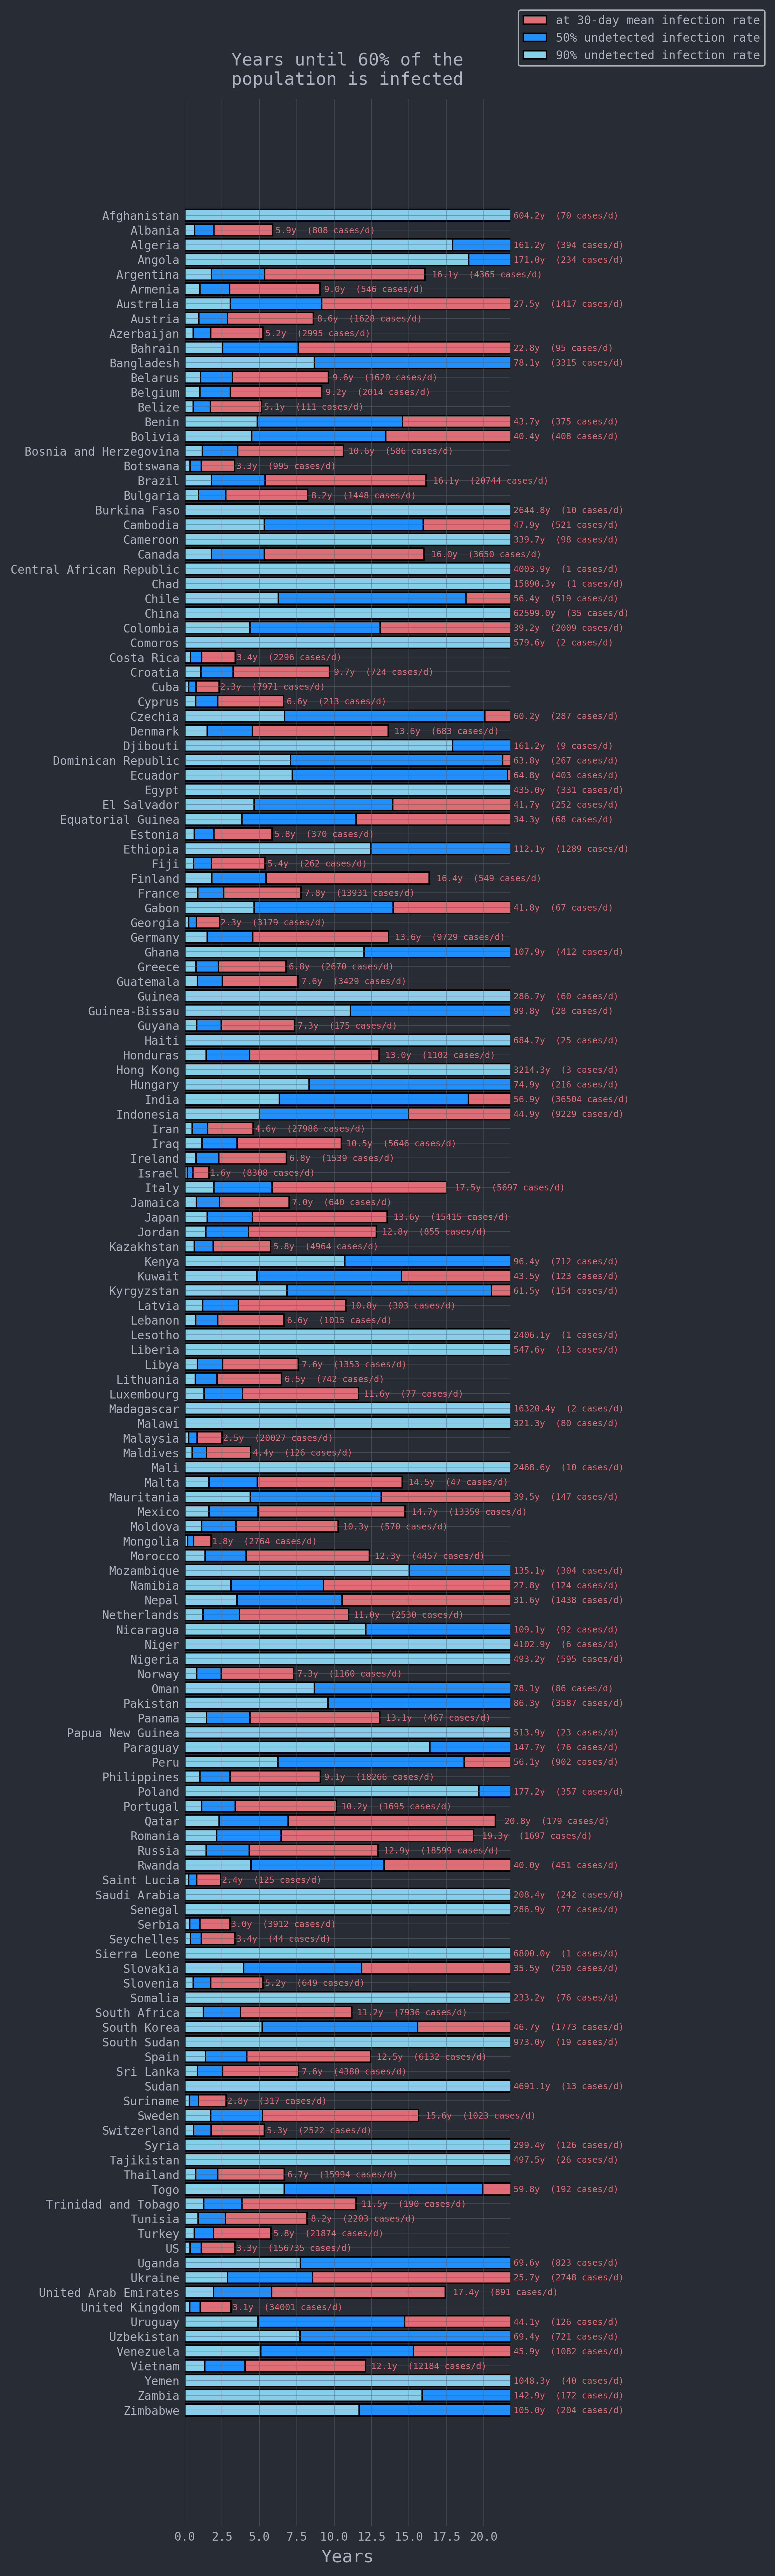 at 30-day mean infection rate
50% undetected infection rate
90% undetected infection rate
Years until 60% of the
population is infected
Afghanistan 604.2y (70 cases/d)
Albania 5.9y (808 cases/d)
Algeria 161.2y (394 cases/d)
Angola 171.0y (234 cases/d)
Argentina 16.1y (4365 cases/d)
Armenia 9.0y (546 cases/d)
Australia 27.5y (1417 cases/d)
Austria 8.6y (1628 cases/d)
Azerbaijan 5.2y (2995 cases/d)
Bahrain 22.8y (95 cases/d)
Bangladesh 78.1y (3315 cases/d)
Belarus 9.6y (1620 cases/d)
Belgium 9.2y (2014 cases/d)
Belize 5.1y (111 cases/d)
Benin 43.7y (375 cases/d)
Bolivia 40.4y (408 cases/d)
Bosnia and Herzegovina 10.6y (586 cases/d)
Botswana 3.3y (995 cases/d)
Brazil 16.1y (20744 cases/d)
Bulgaria 8.2y (1448 cases/d)
Burkina Faso 2644.8y (10 cases/d)
Cambodia 47.9y (521 cases/d)
Cameroon 339.7y (98 cases/d)
Canada 16.0y (3650 cases/d)
Central African Republic 4003.9y (1 cases/d)
Chad 15890.3y (1 cases/d)
Chile 56.4y (519 cases/d)
China 62599.0y (35 cases/d)
Colombia 39.2y (2009 cases/d)
Comoros 579.6y (2 cases/d)
Costa Rica 3.4y (2296 cases/d)
Croatia 9.7y (724 cases/d)
Cuba 2.3y (7971 cases/d)
Cyprus 6.6y (213 cases/d)
Czechia 60.2y (287 cases/d)
Denmark 13.6y (683 cases/d)
Djibouti 161.2y (9 cases/d)
Dominican Republic 63.8y (267 cases/d)
Ecuador 64.8y (403 cases/d)
Egypt 435.0y (331 cases/d)
El Salvador 41.7y (252 cases/d)
Equatorial Guinea 34.3y (68 cases/d)
Estonia 5.8y (370 cases/d)
Ethiopia 112.1y (1289 cases/d)
Fiji 5.4y (262 cases/d)
Finland 16.4y (549 cases/d)
France 7.8y (13931 cases/d)
Gabon 41.8y (67 cases/d)
Georgia 2.3y (3179 cases/d)
Germany 13.6y (9729 cases/d)
Ghana 107.9y (412 cases/d)
Greece 6.8y (2670 cases/d)
Guatemala 7.6y (3429 cases/d)
Guinea 286.7y (60 cases/d)
Guinea-Bissau 99.8y (28 cases/d)
Guyana 7.3y (175 cases/d)
Haiti 684.7y (25 cases/d)
Honduras 13.0y (1102 cases/d)
Hong Kong 3214.3y (3 cases/d)
Hungary 74.9y (216 cases/d)
India 56.9y (36504 cases/d)
Indonesia 44.9y (9229 cases/d)
Iran 4.6y (27986 cases/d)
Iraq 10.5y (5646 cases/d)
Ireland 6.8y (1539 cases/d)
Israel 1.6y (8308 cases/d)
Italy 17.5y (5697 cases/d)
Jamaica 7.0y (640 cases/d)
Japan 13.6y (15415 cases/d)
Jordan 12.8y (855 cases/d)
Kazakhstan 5.8y (4964 cases/d)
Kenya 96.4y (712 cases/d)
Kuwait 43.5y (123 cases/d)
Kyrgyzstan 61.5y (154 cases/d)
Latvia 10.8y (303 cases/d)
Lebanon 6.6y (1015 cases/d)
Lesotho 2406.1y (1 cases/d)
Liberia 547.6y (13 cases/d)
Libya 7.6y (1353 cases/d)
Lithuania 6.5y (742 cases/d)
Luxembourg 11.6y (77 cases/d)
Madagascar 16320.4y (2 cases/d)
Malawi 321.3y (80 cases/d)
Malaysia 2.5y (20027 cases/d)
Maldives 4.4y (126 cases/d)
Mali 2468.6y (10 cases/d)
Malta 14.5y (47 cases/d)
Mauritania 39.5y (147 cases/d)
Mexico 14.7y (13359 cases/d)
Moldova 10.3y (570 cases/d)
Mongolia 1.8y (2764 cases/d)
Morocco 12.3y (4457 cases/d)
Mozambique 135.1y (304 cases/d)
Namibia 27.8y (124 cases/d)
Nepal 31.6y (1438 cases/d)
Netherlands 11.0y (2530 cases/d)
Nicaragua 109.1y (92 cases/d)
Niger 4102.9y (6 cases/d)
Nigeria 493.2y (595 cases/d)
Norway 7.3y (1160 cases/d)
Oman 78.1y (86 cases/d)
Pakistan 86.3y (3587 cases/d)
Panama 13.1y (467 cases/d)
Papua New Guinea 513.9y (23 cases/d)
Paraguay 147.7y (76 cases/d)
Peru 56.1y (902 cases/d)
Philippines 9.1y (18266 cases/d)
Poland 177.2y (357 cases/d)
Portugal 10.2y (1695 cases/d)
Qatar 20.8y (179 cases/d)
Romania 19.3y (1697 cases/d)
Russia 12.9y (18599 cases/d)
Rwanda 40.0y (451 cases/d)
Saint Lucia 2.4y (125 cases/d)
Saudi Arabia 208.4y (242 cases/d)
Senegal 286.9y (77 cases/d)
Serbia 3.0y (3912 cases/d)
Seychelles 3.4y (44 cases/d)
Sierra Leone 6800.0y (1 cases/d)
Slovakia 35.5y (250 cases/d)
Slovenia 5.2y (649 cases/d)
Somalia 233.2y (76 cases/d)
South Africa 11.2y (7936 cases/d)
South Korea 46.7y (1773 cases/d)
South Sudan 973.0y (19 cases/d)
Spain 12.5y (6132 cases/d)
Sri Lanka 7.6y (4380 cases/d)
Sudan 4691.1y (13 cases/d)
Suriname 2.8y (317 cases/d)
Sweden 15.6y (1023 cases/d)
Switzerland 5.3y (2522 cases/d)
Syria 299.4y (126 cases/d)
Tajikistan 497.5y (26 cases/d)
Thailand 6.7y (15994 cases/d)
Togo 59.8y (192 cases/d)
Trinidad and Tobago 11.5y (190 cases/d)
Tunisia 8.2y (2203 cases/d)
Turkey 5.8y (21874 cases/d)
US 3.3y (156735 cases/d)
Uganda 69.6y (823 cases/d)
Ukraine 25.7y (2748 cases/d)
United Arab Emirates 17.4y (891 cases/d)
United Kingdom 3.1y (34001 cases/d)
Uruguay 44.1y (126 cases/d)
Uzbekistan 69.4y (721 cases/d)
Venezuela 45.9y (1082 cases/d)
Vietnam 12.1y (12184 cases/d)
Yemen 1048.3y (40 cases/d)
Zambia 142.9y (172 cases/d)
Zimbabwe 105.0y (204 cases/d)
0.0 2.5 5.0 7.5 10.0 12.5 15.0 17.5 20.0
Years